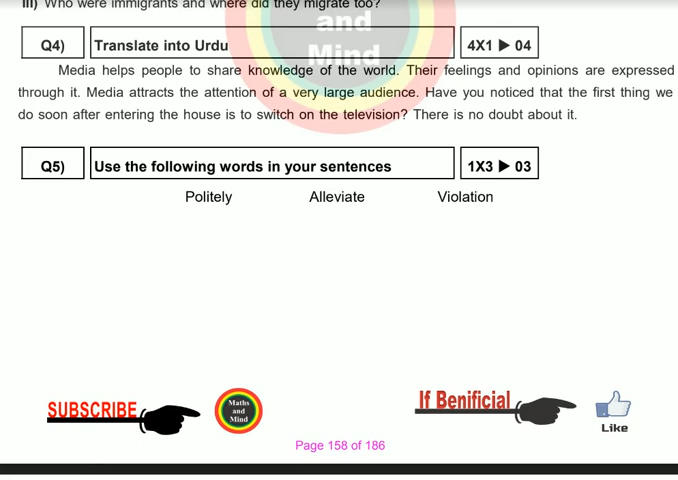 III) Who were immigrants and where did they migrate too?
and
Mind
Q4) Translate into Urdu 4X1 ▶ 04
Media helps people to share knowledge of the world. Their feelings and opinions are expressed
through it. Media attracts the attention of a very large audience. Have you noticed that the first thing we
do soon after entering the house is to switch on the television? There is no doubt about it.
Q5) Use the following words in your sentences 1X3 ▶ 03
Politely Alleviate Violation
SUBSCRIBE
Maths
and
Mind
If Benificial
Like
Page 158 of 186